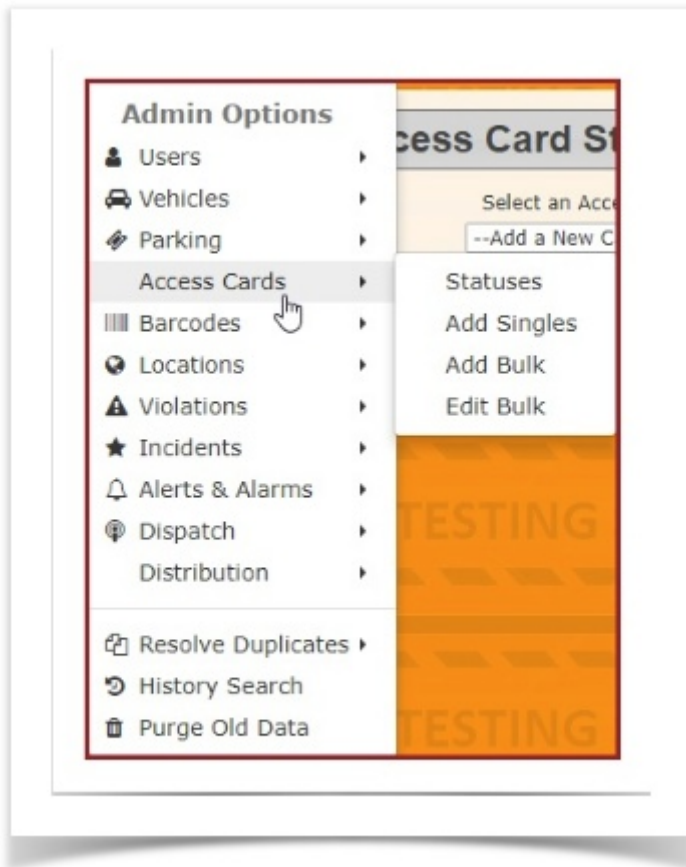 Admin Options
Users
Vehicles
Parking
Access Cards
Barcodes
Locations
Violations
Incidents
Alerts & Alarms
Dispatch
Distribution
Resolve Duplicates
History Search
Purge Old Data
cess Card St
Select an Acce
--Add a New C
Statuses
Add Singles
Add Bulk
Edit Bulk
TESTING
TESTING